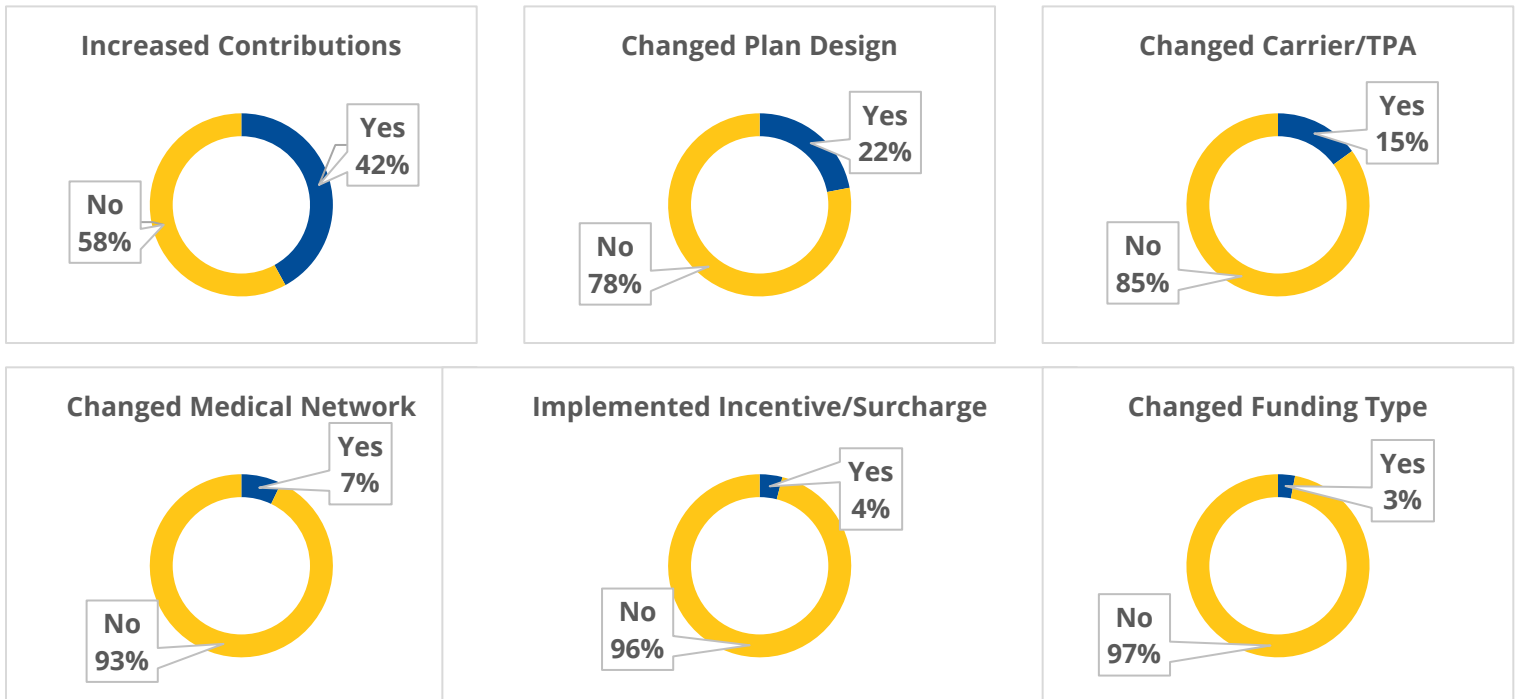 Increased Contributions
Yes
42%
No
58%
Changed Plan Design
Yes
22%
No
78%
Changed Carrier/TPA
Yes
15%
No
85%
Changed Medical Network
Yes
7%
No
93%
Implemented Incentive/Surcharge
Yes
4%
No
96%
Changed Funding Type
Yes
3%
No
97%